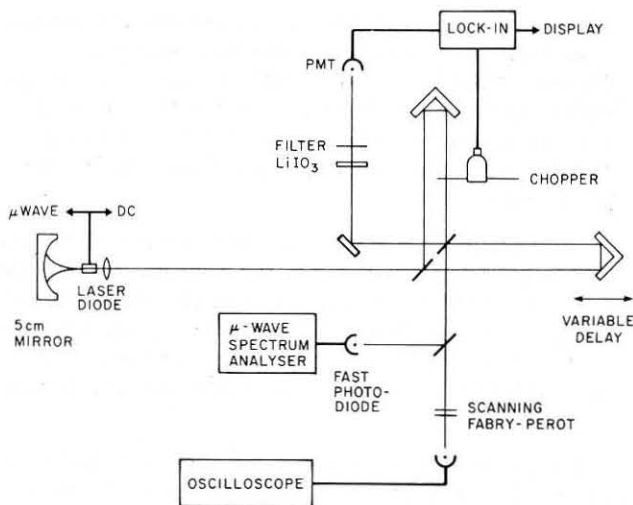 LOCK-IN
DISPLAY
PMT
FILTER
LiIO3
CHOPPER
μWAVE
DC
LASER
DIODE
5cm
MIRROR
VARIABLE
DELAY
μ-WAVE
SPECTRUM
ANALYSER
FAST
PHOTO-
DIODE
SCANNING
FABRY-PEROT
OSCILLOSCOPE